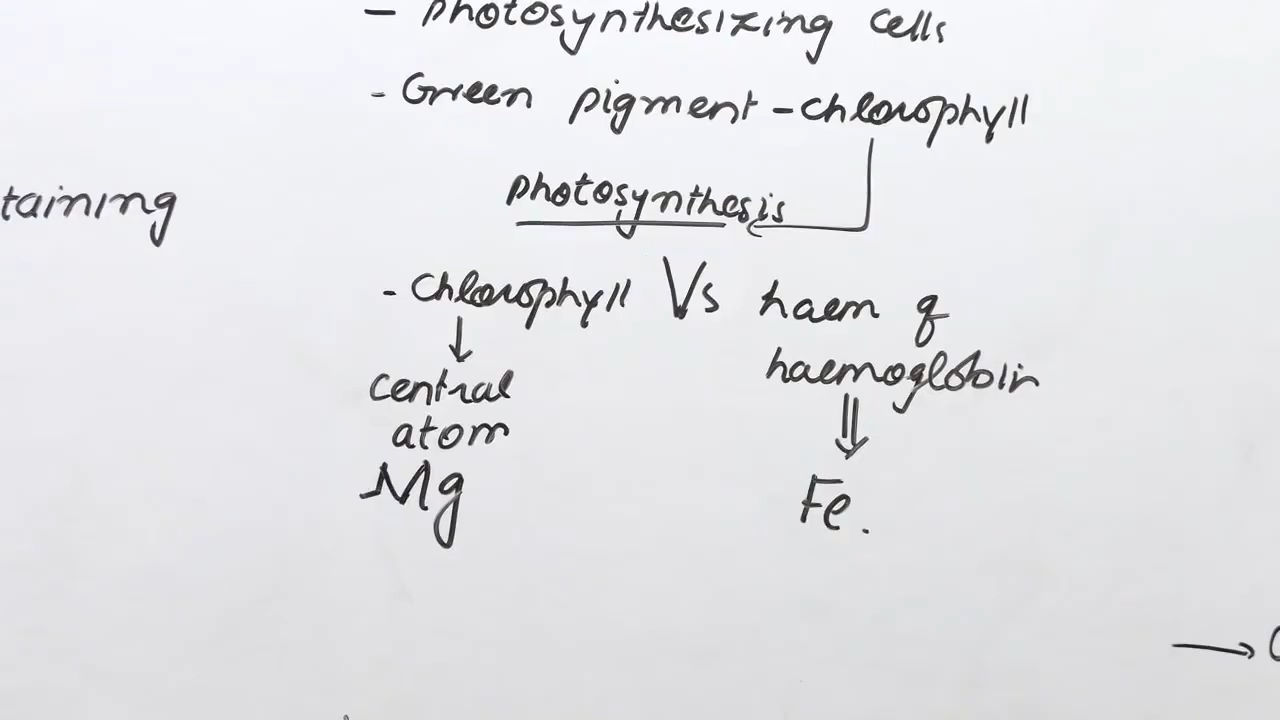 - photosynthesizing cells
- Green pigment - chlorophyll
taining
photosynthesis
- Chlorophyll Vs haem of
haemoglobin
central
atom
Mg
Fe.
→